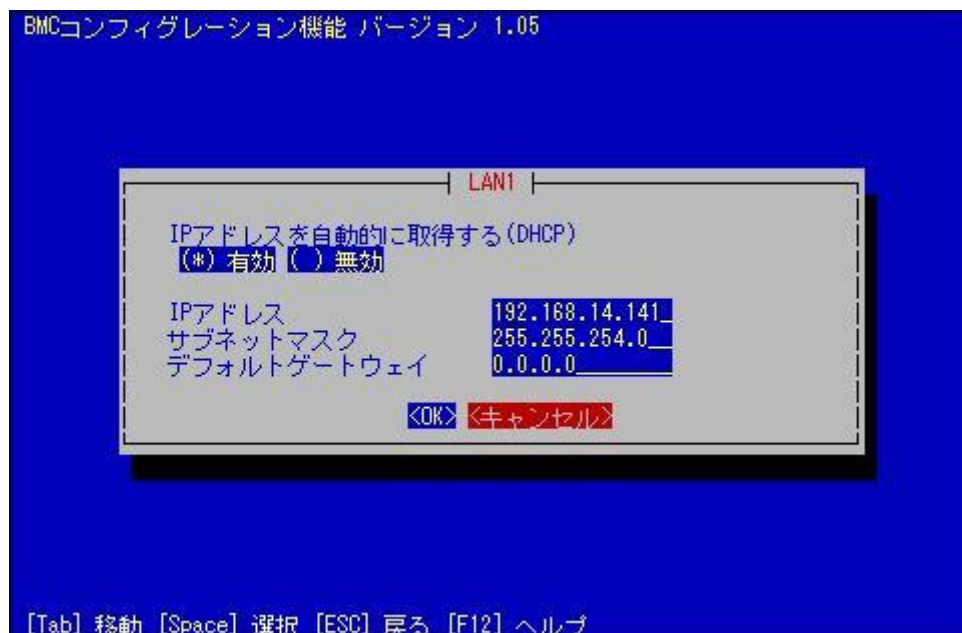 BMCコンフィグレーション機能 バージョン 1.05
LAN1
IPアドレスを自動的に取得する(DHCP)
(*) 有効 ( ) 無効
IPアドレス 192.168.14.141_
サブネットマスク 255.255.254.0__
デフォルトゲートウェイ 0.0.0.0________
<OK> <キャンセル>
[Tab] 移動 [Space] 選択 [ESC] 戻る [F12] ヘルプ